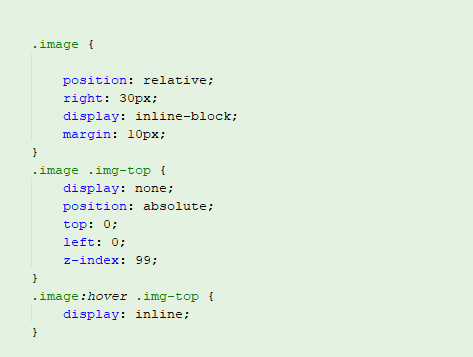 .image {
position: relative;
right: 30px;
display: inline-block;
margin: 10px;
}
.image .img-top {
display: none;
position: absolute;
top: 0;
left: 0;
z-index: 99;
}
.image:hover .img-top {
display: inline;
}